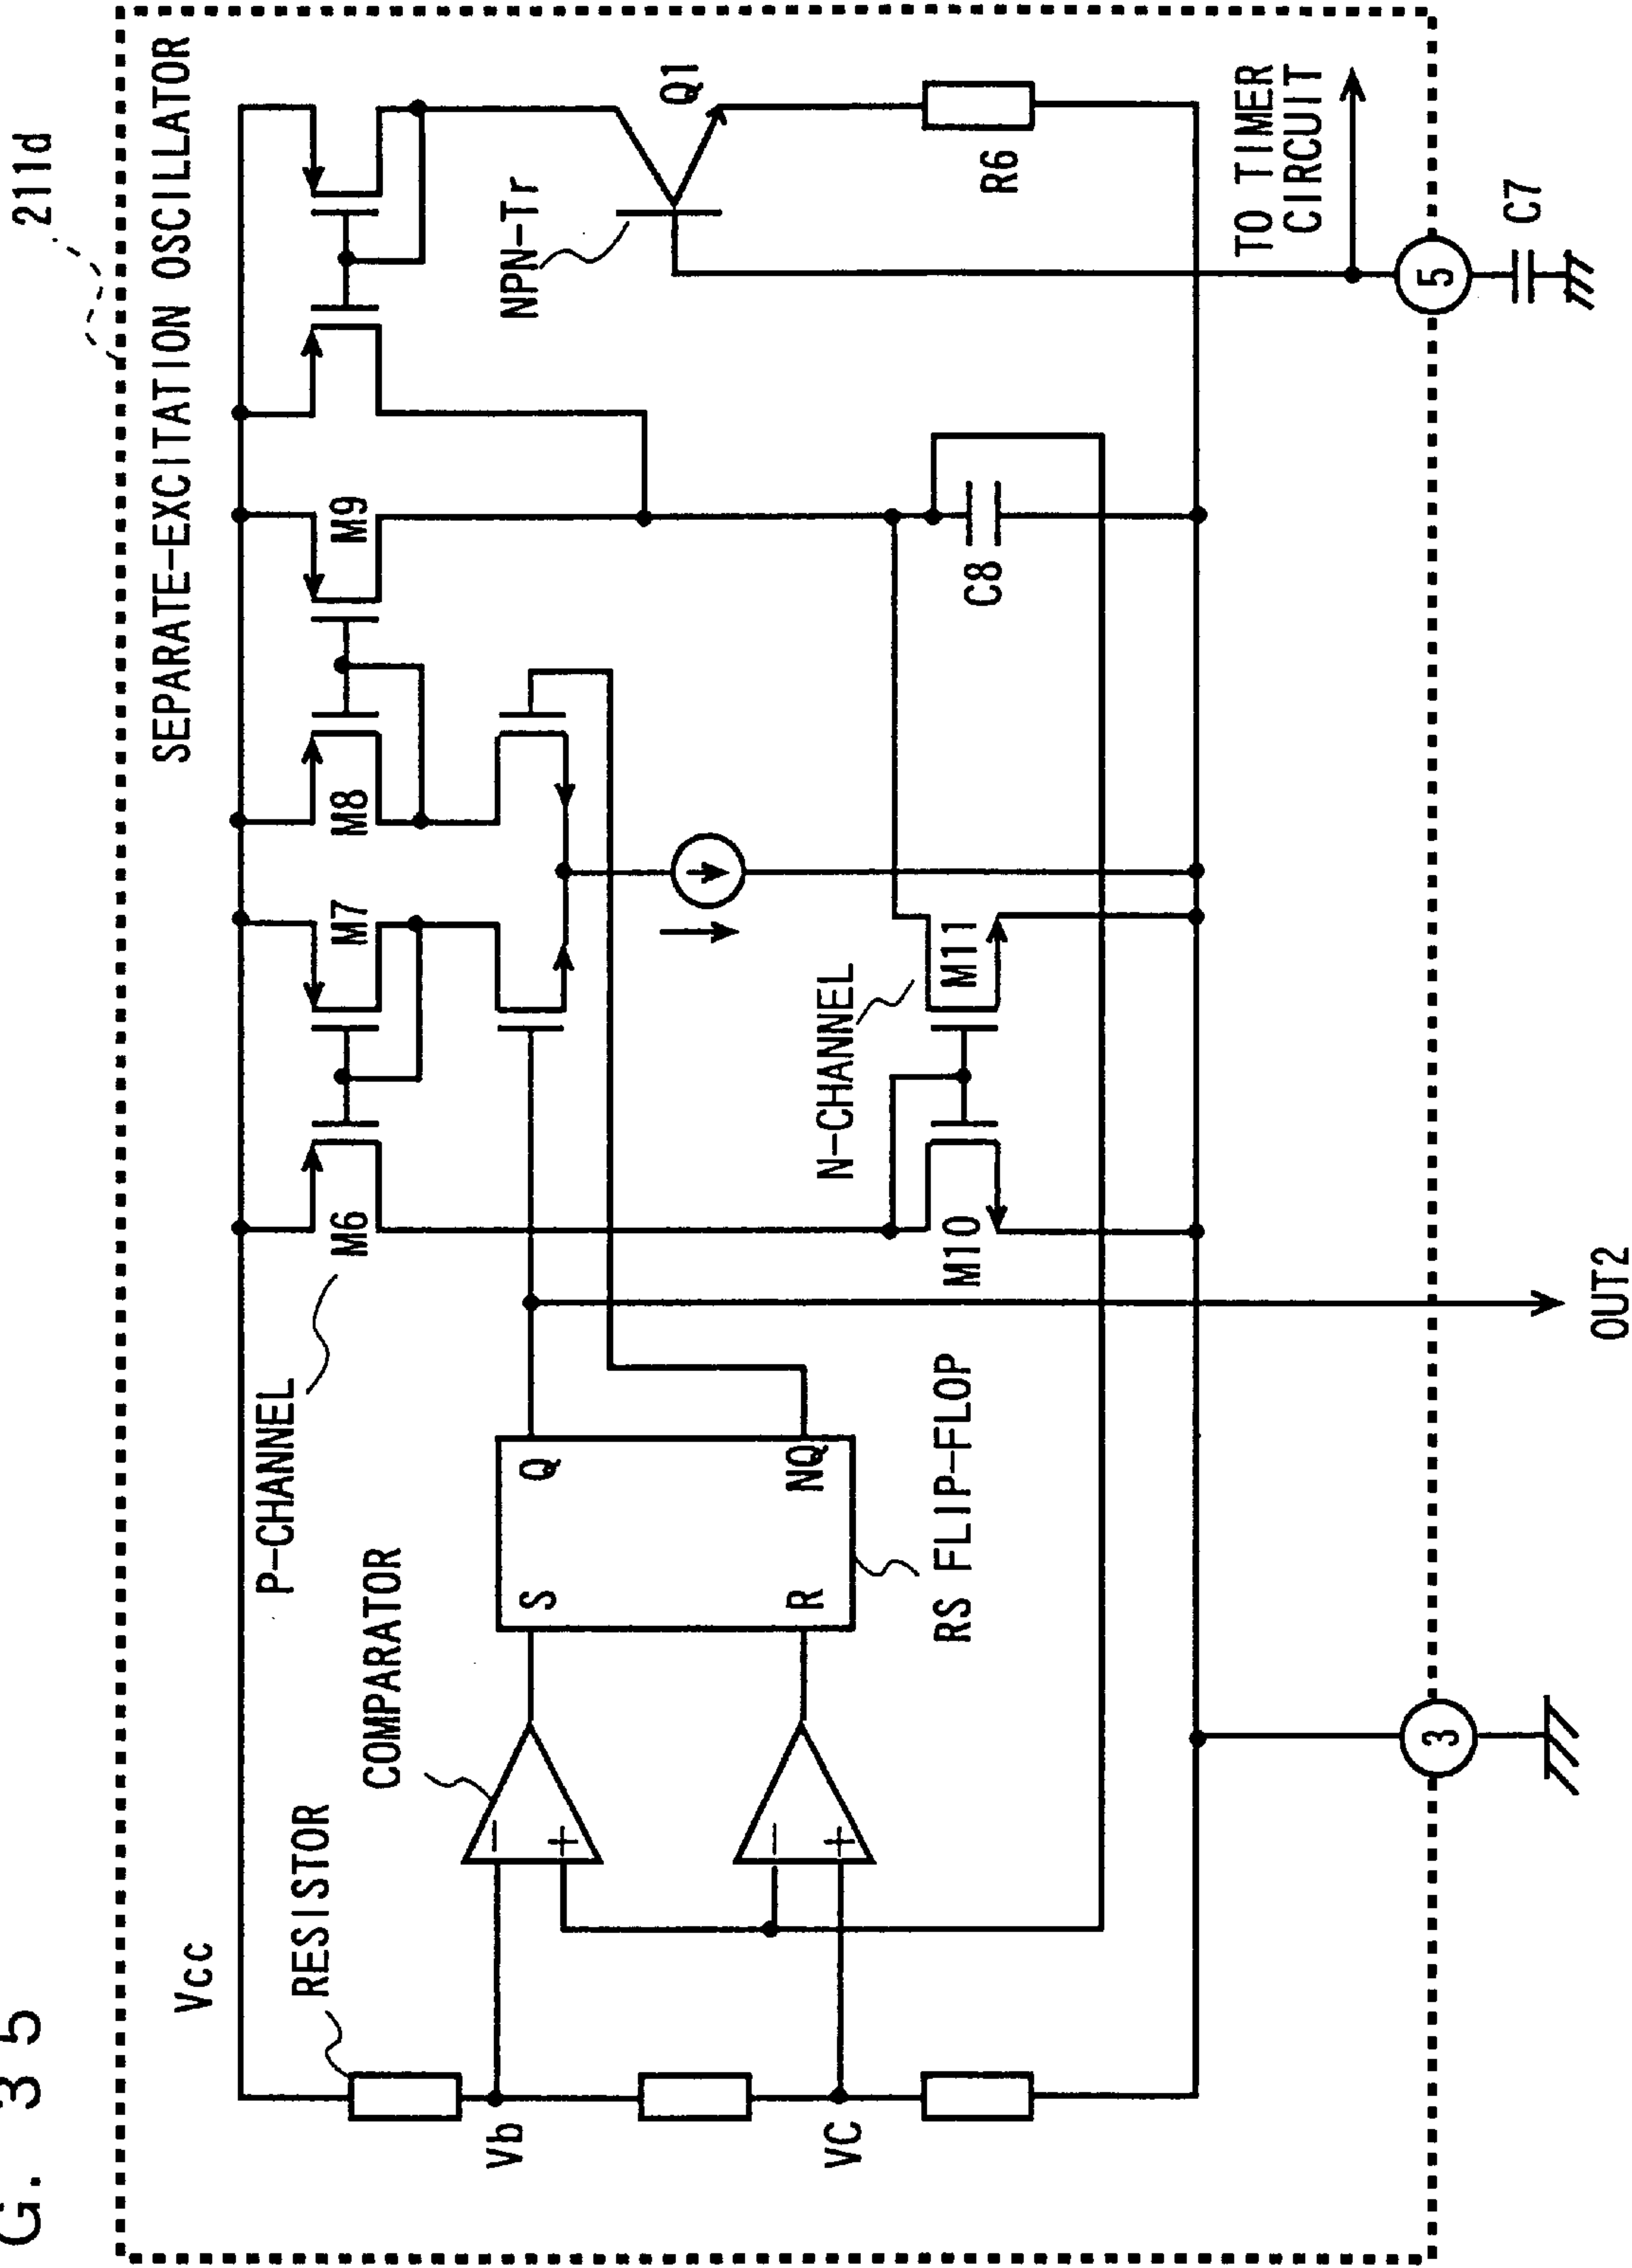 G. 35
211d
SEPARATE-EXCITATION OSCILLATOR
Vcc
RESISTOR
COMPARATOR
P-CHANNEL
M6
M7
M8
M9
NPN-Tr
Q1
Vb
VC
−
+
−
+
S
Q
R
NQ
RS FLIP-FLOP
N-CHANNEL
M10
M11
C8
R6
TO TIMER
CIRCUIT
3
5
C7
OUT2